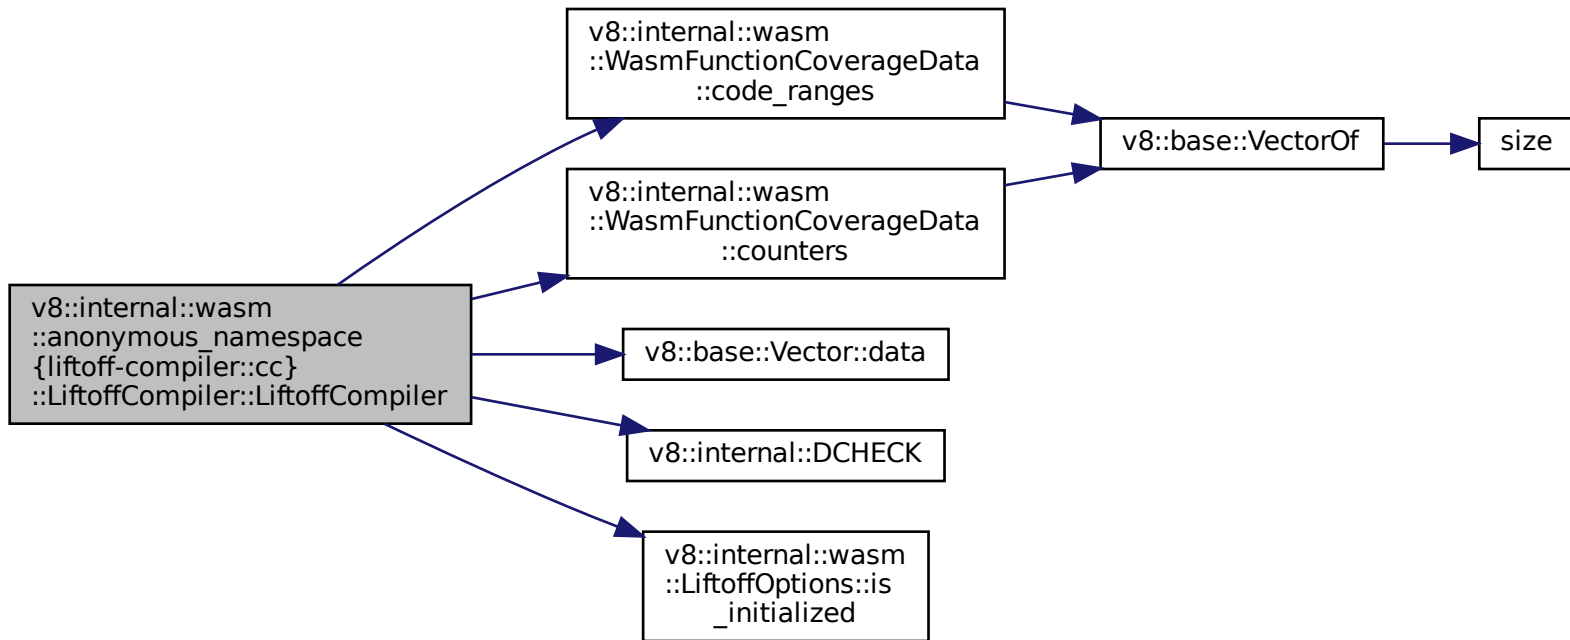 v8::internal::wasm
::WasmFunctionCoverageData
::code_ranges
v8::internal::wasm
::WasmFunctionCoverageData
::counters
v8::base::VectorOf
size
v8::internal::wasm
::anonymous_namespace
{liftoff-compiler::cc}
::LiftoffCompiler::LiftoffCompiler
v8::base::Vector::data
v8::internal::DCHECK
v8::internal::wasm
::LiftoffOptions::is
_initialized